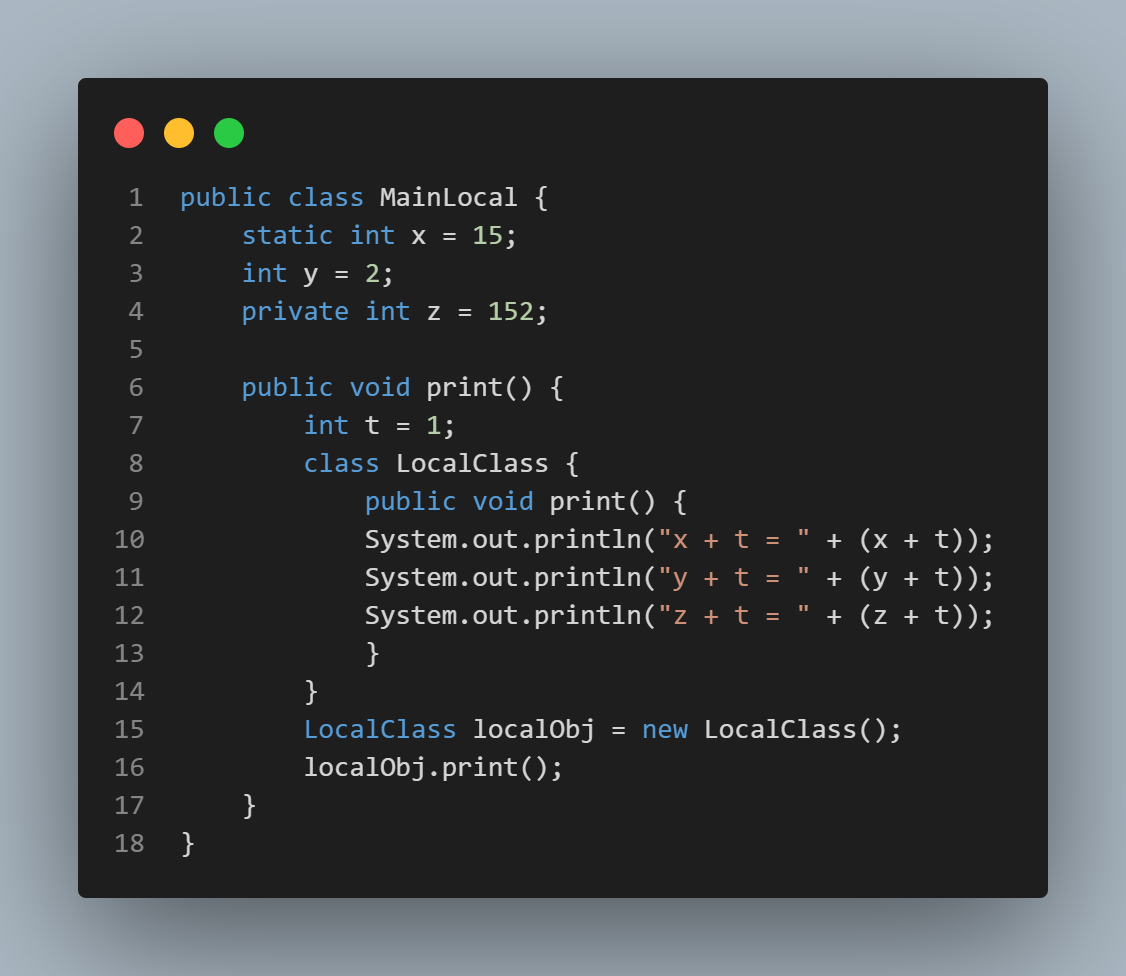 1 public class MainLocal {
2     static int x = 15;
3     int y = 2;
4     private int z = 152;
5
6     public void print() {
7         int t = 1;
8         class LocalClass {
9             public void print() {
10             System.out.println("x + t = " + (x + t));
11             System.out.println("y + t = " + (y + t));
12             System.out.println("z + t = " + (z + t));
13             }
14         }
15         LocalClass localObj = new LocalClass();
16         localObj.print();
17     }
18 }